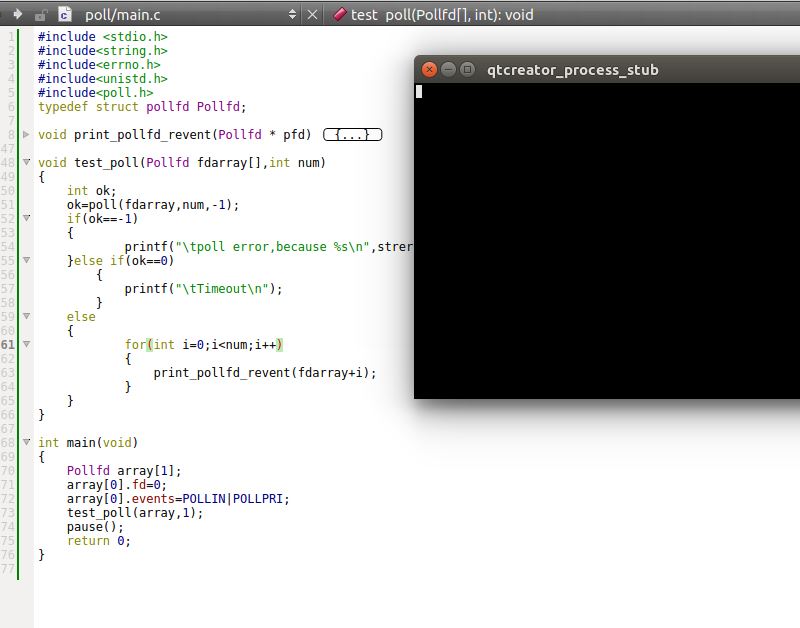 poll/main.c
test_poll(Pollfd[], int): void
1 #include <stdio.h>
2 #include<string.h>
3 #include<errno.h>
4 #include<unistd.h>
5 #include<poll.h>
6 typedef struct pollfd Pollfd;
7
8 void print_pollfd_revent(Pollfd * pfd) {...}
47
48 void test_poll(Pollfd fdarray[],int num)
49 {
50 int ok;
51 ok=poll(fdarray,num,-1);
52 if(ok==-1)
53 {
54 printf("\tpoll error,because %s\n",strer
55 }else if(ok==0)
56 {
57 printf("\tTimeout\n");
58 }
59 else
60 {
61 for(int i=0;i<num;i++)
62 {
63 print_pollfd_revent(fdarray+i);
64 }
65 }
66 }
67
68 int main(void)
69 {
70 Pollfd array[1];
71 array[0].fd=0;
72 array[0].events=POLLIN|POLLPRI;
73 test_poll(array,1);
74 pause();
75 return 0;
76 }
77
qtcreator_process_stub